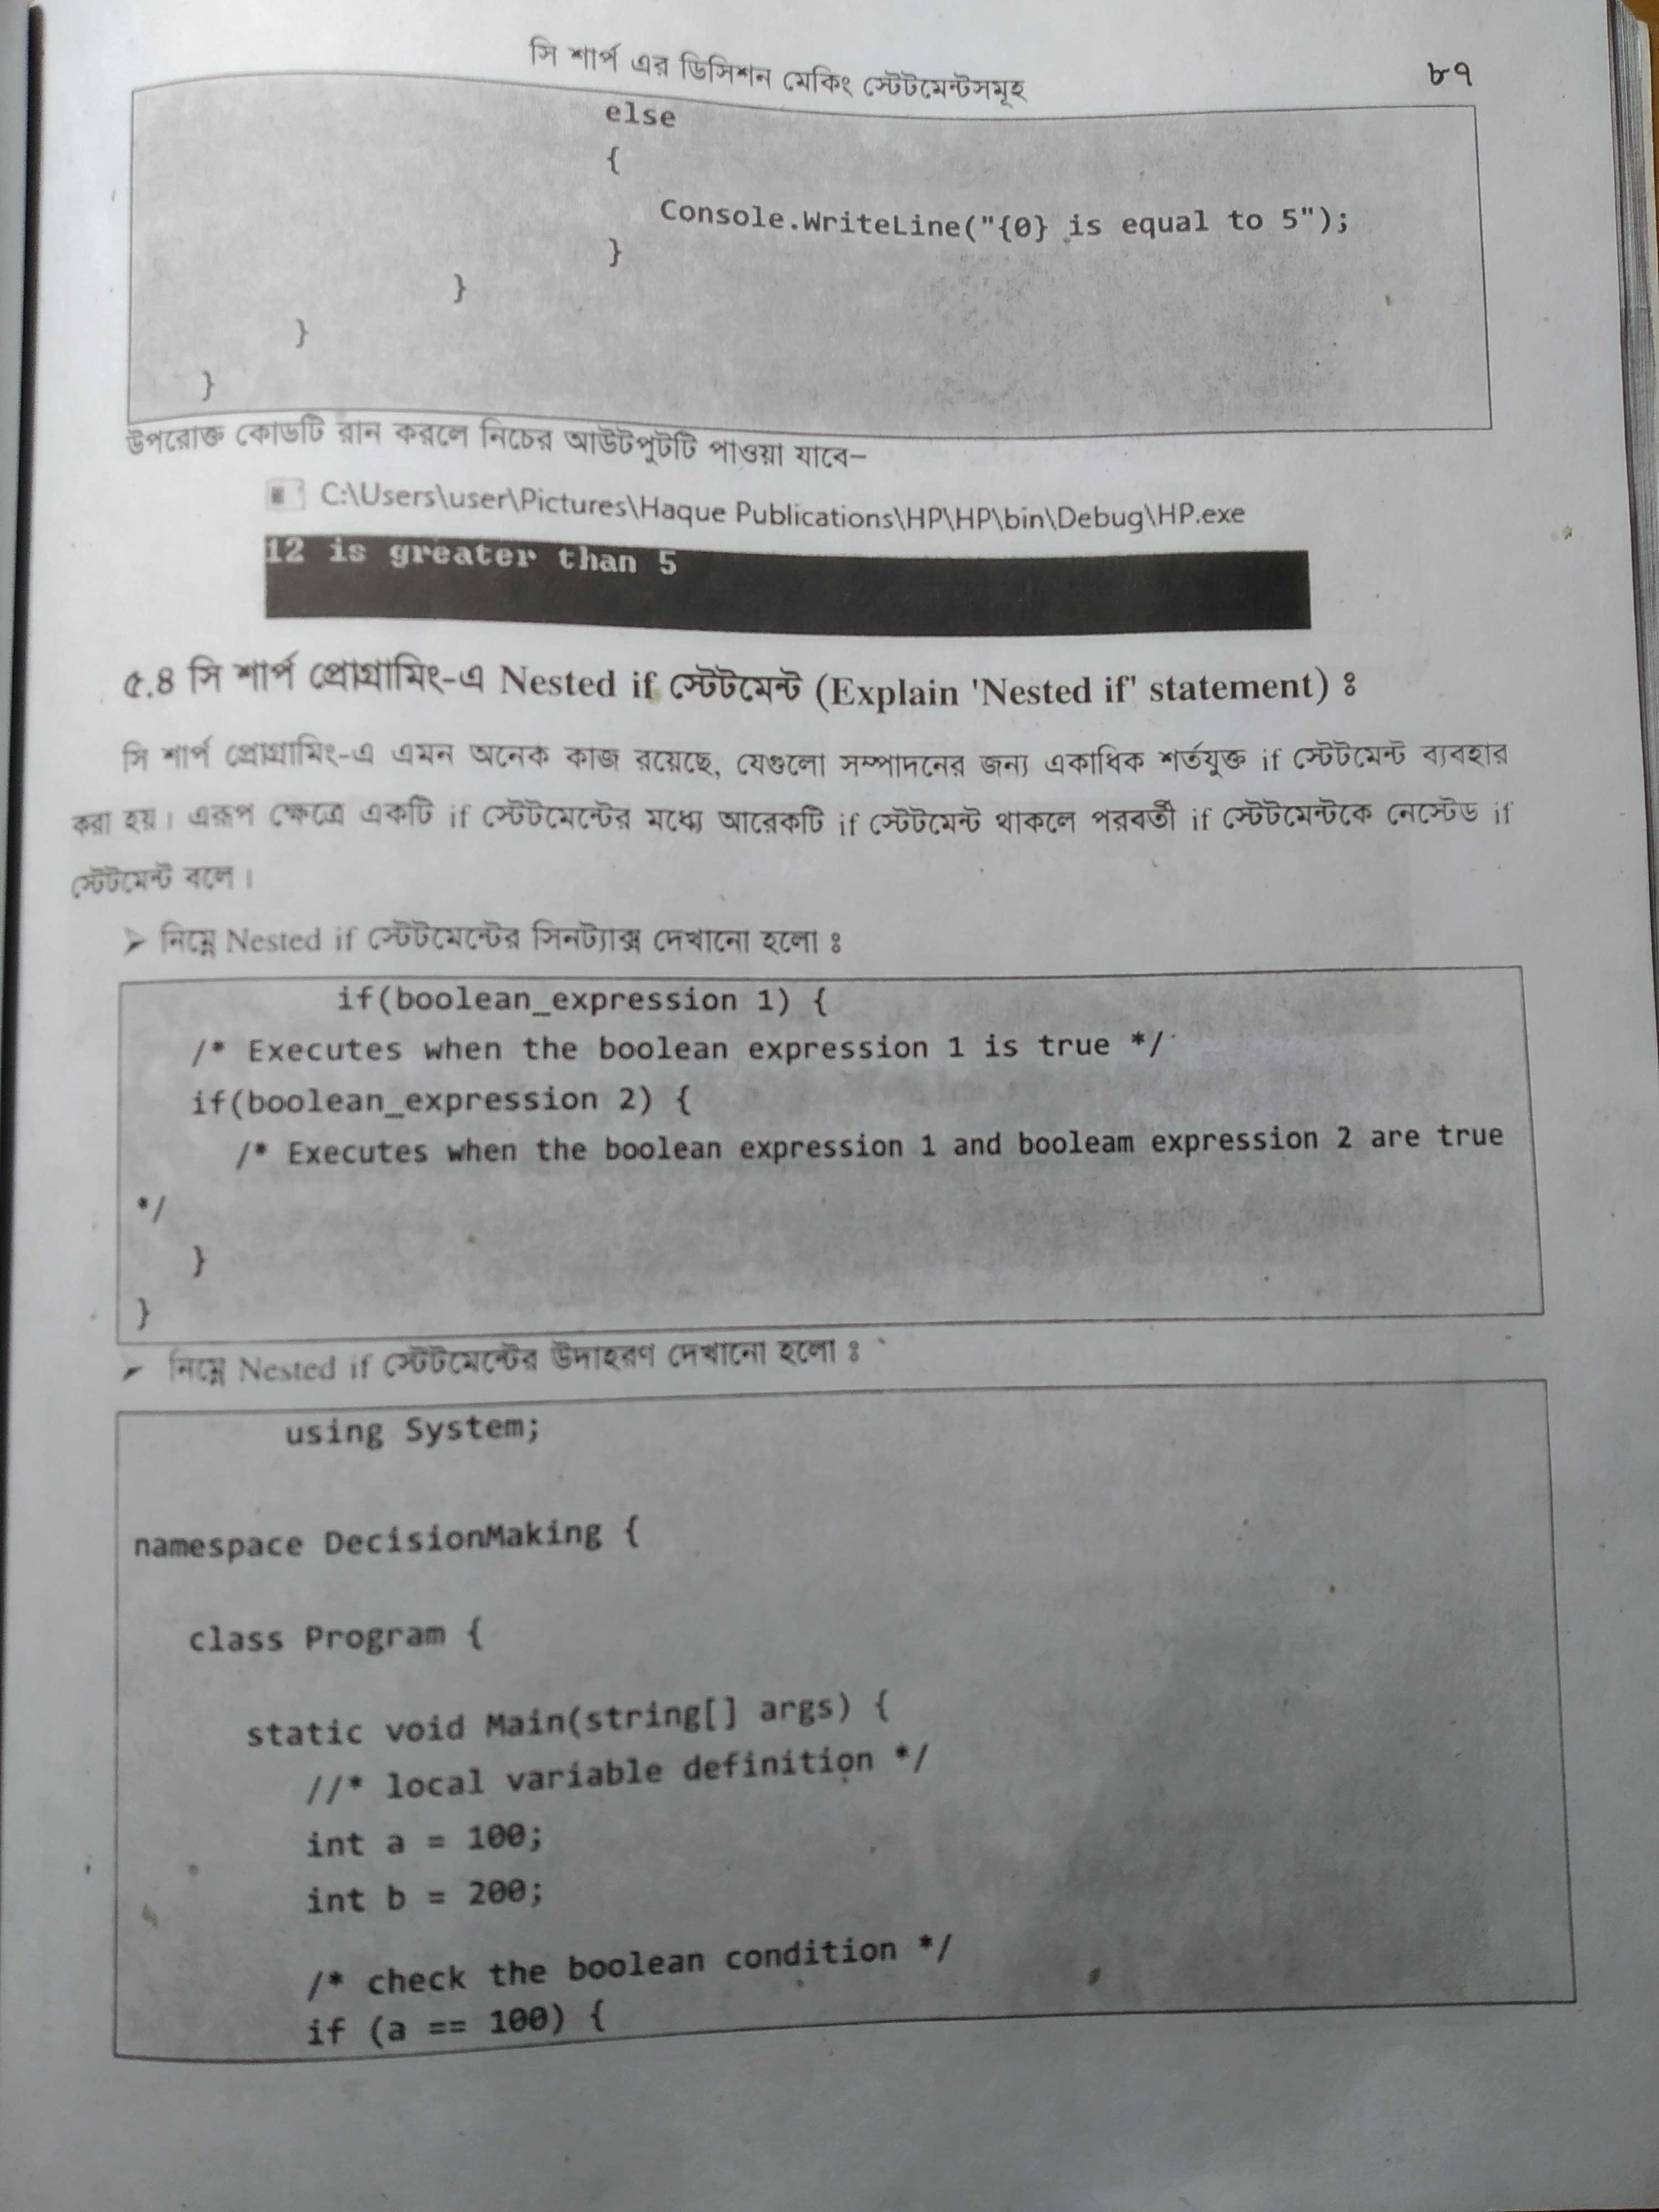 সি শার্প এর ডিসিশন মেকিং স্টেটমেন্টসমূহ ৮৭
else
{
Console.WriteLine("{0} is equal to 5");
}
}
}
}
উপরোক্ত কোডটি রান করলে নিচের আউটপুটটি পাওয়া যাবে–
C:\Users\user\Pictures\Haque Publications\HP\HP\bin\Debug\HP.exe
12 is greater than 5
৫.৪ সি শার্প প্রোগ্রামিং-এ Nested if স্টেটমেন্ট (Explain 'Nested if' statement) ঃ
সি শার্প প্রোগ্রামিং-এ এমন অনেক কাজ রয়েছে, যেগুলো সম্পাদনের জন্য একাধিক শর্তযুক্ত if স্টেটমেন্ট ব্যবহার
করা হয়। এরূপ ক্ষেত্রে একটি if স্টেটমেন্টের মধ্যে আরেকটি if স্টেটমেন্ট থাকলে পরবর্তী if স্টেটমেন্টকে নেস্টেড if
স্টেটমেন্ট বলে।
➢ নিম্নে Nested if স্টেটমেন্টের সিনট্যাক্স দেখানো হলো ঃ
if(boolean_expression 1) {
/* Executes when the boolean expression 1 is true */
if(boolean_expression 2) {
/* Executes when the boolean expression 1 and booleam expression 2 are true
*/
}
}
➢ নিম্নে Nested if স্টেটমেন্টের উদাহরণ দেখানো হলো ঃ
using System;
namespace DecisionMaking {
class Program {
static void Main(string[] args) {
//* local variable definition */
int a = 100;
int b = 200;
/* check the boolean condition */
if (a == 100) {